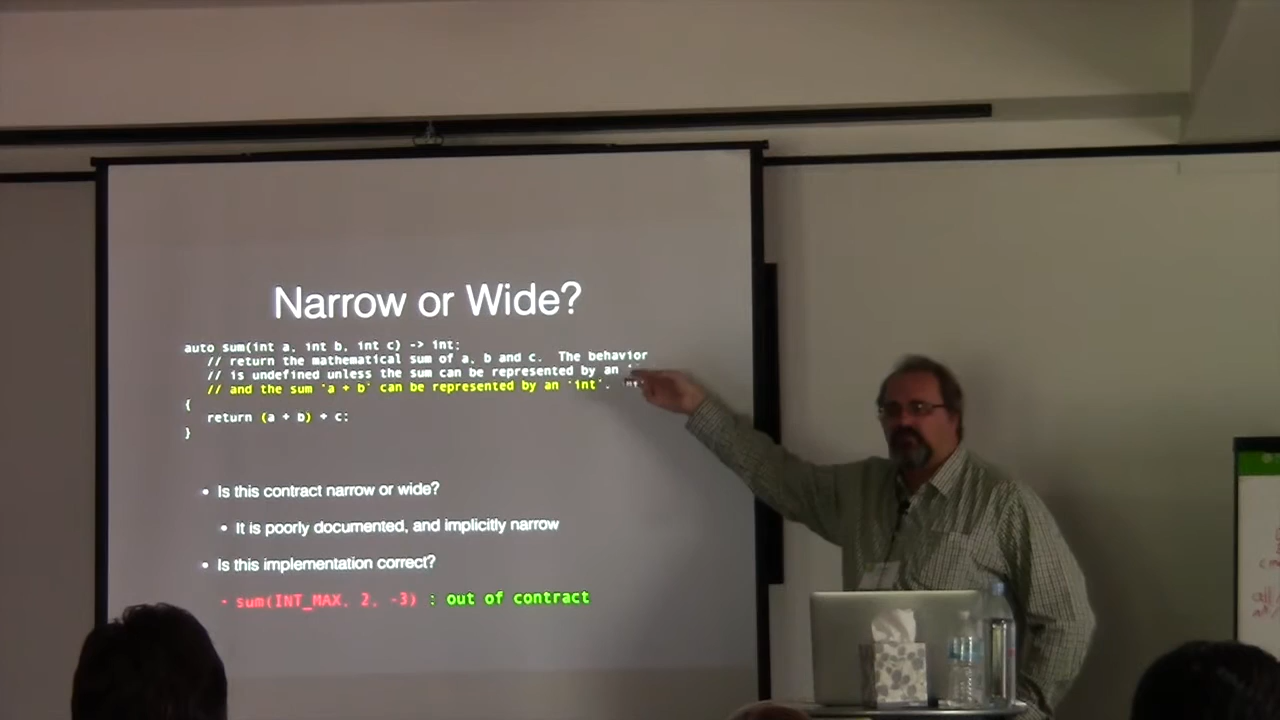 Narrow or Wide?
auto sum(int a, int b, int c) -> int;
// return the mathematical sum of a, b and c. The behavior
// is undefined unless the sum can be represented by an
// and the sum `a + b` can be represented by an `int`.
{
return (a + b) + c;
}
• Is this contract narrow or wide?
• It is poorly documented, and implicitly narrow
• Is this implementation correct?
- sum(INT_MAX, 2, -3) : out of contract
all